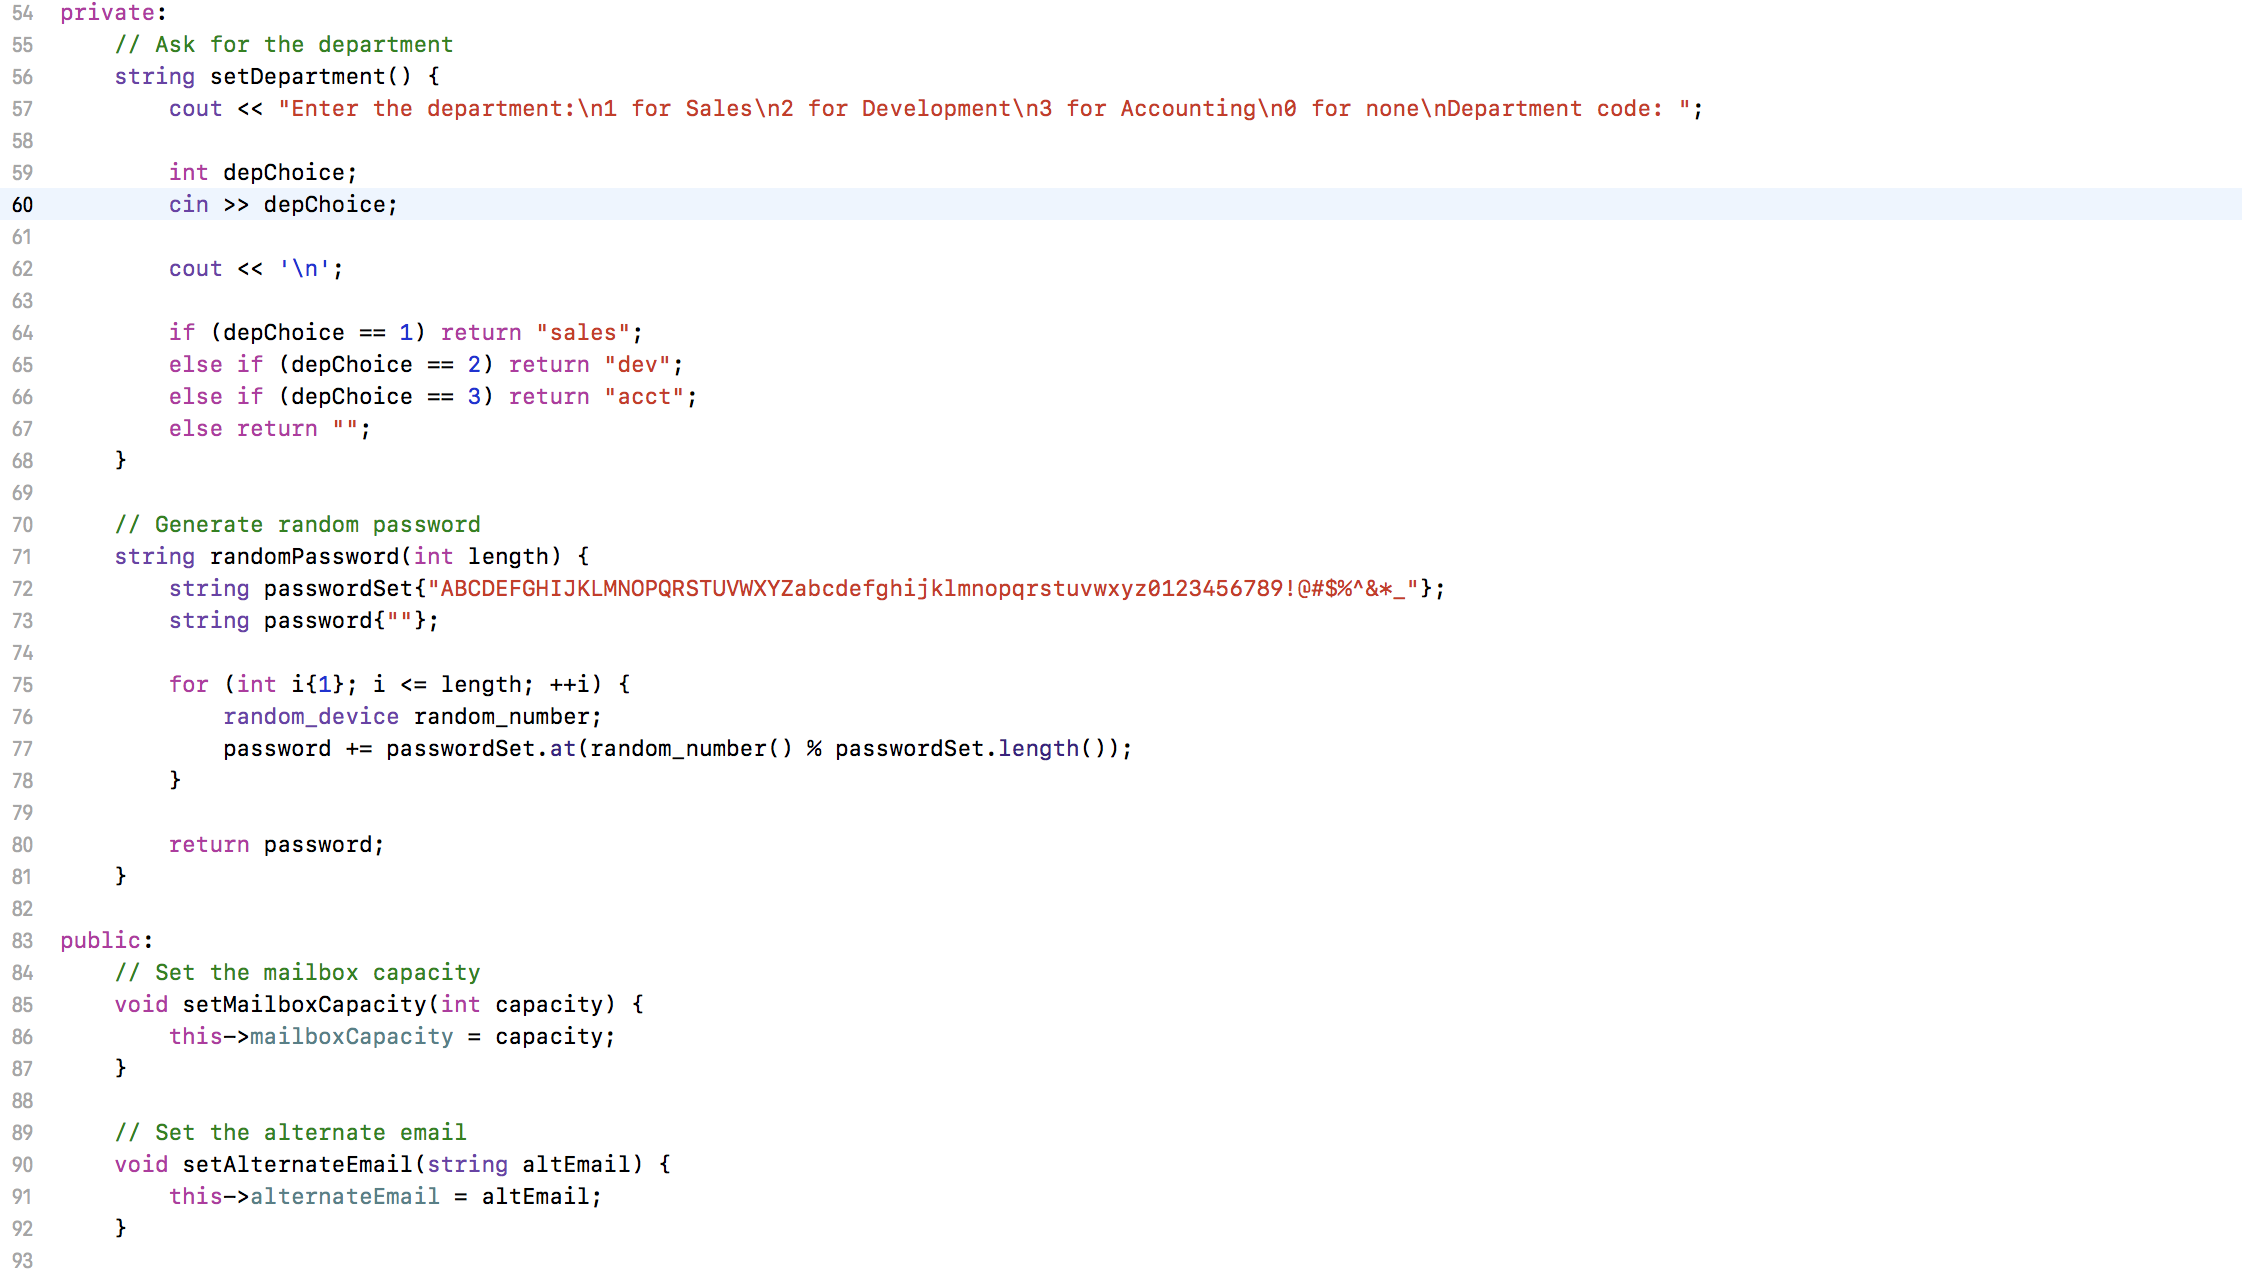 54 private:
55     // Ask for the department
56     string setDepartment() {
57         cout << "Enter the department:\n1 for Sales\n2 for Development\n3 for Accounting\n0 for none\nDepartment code: ";
58
59         int depChoice;
60         cin >> depChoice;
61
62         cout << '\n';
63
64         if (depChoice == 1) return "sales";
65         else if (depChoice == 2) return "dev";
66         else if (depChoice == 3) return "acct";
67         else return "";
68     }
69
70     // Generate random password
71     string randomPassword(int length) {
72         string passwordSet{"ABCDEFGHIJKLMNOPQRSTUVWXYZabcdefghijklmnopqrstuvwxyz0123456789!@#$%^&*_"};
73         string password{""};
74
75         for (int i{1}; i <= length; ++i) {
76             random_device random_number;
77             password += passwordSet.at(random_number() % passwordSet.length());
78         }
79
80         return password;
81     }
82
83 public:
84     // Set the mailbox capacity
85     void setMailboxCapacity(int capacity) {
86         this->mailboxCapacity = capacity;
87     }
88
89     // Set the alternate email
90     void setAlternateEmail(string altEmail) {
91         this->alternateEmail = altEmail;
92     }
93